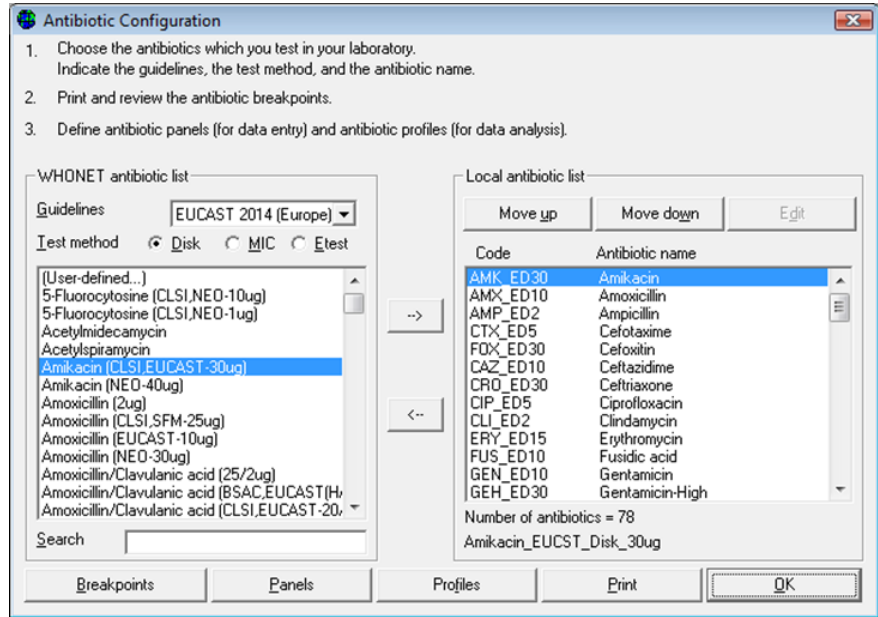 Antibiotic Configuration
1. Choose the antibiotics which you test in your laboratory.
Indicate the guidelines, the test method, and the antibiotic name.
2. Print and review the antibiotic breakpoints.
3. Define antibiotic panels (for data entry) and antibiotic profiles (for data analysis).
WHONET antibiotic list
Guidelines EUCAST 2014 (Europe)
Test method Disk MIC Etest
(User-defined...)
5-Fluorocytosine (CLSI,NEO-10ug)
5-Fluorocytosine (CLSI,NEO-1ug)
Acetylmidecamycin
Acetylspiramycin
Amikacin (CLSI,EUCAST-30ug)
Amikacin (NEO-40ug)
Amoxicillin (2ug)
Amoxicillin (CLSI,SFM-25ug)
Amoxicillin (EUCAST-10ug)
Amoxicillin (NEO-30ug)
Amoxicillin/Clavulanic acid (25/2ug)
Amoxicillin/Clavulanic acid (BSAC,EUCAST(H
Amoxicillin/Clavulanic acid (CLSI,EUCAST-20
Search
-->
<--
Local antibiotic list
Move up Move down Edit
Code Antibiotic name
AMK_ED30 Amikacin
AMX_ED10 Amoxicillin
AMP_ED2 Ampicillin
CTX_ED5 Cefotaxime
FOX_ED30 Cefoxitin
CAZ_ED10 Ceftazidime
CRO_ED30 Ceftriaxone
CIP_ED5 Ciprofloxacin
CLI_ED2 Clindamycin
ERY_ED15 Erythromycin
FUS_ED10 Fusidic acid
GEN_ED10 Gentamicin
GEH_ED30 Gentamicin-High
Number of antibiotics = 78
Amikacin_EUCST_Disk_30ug
Breakpoints Panels Profiles Print OK